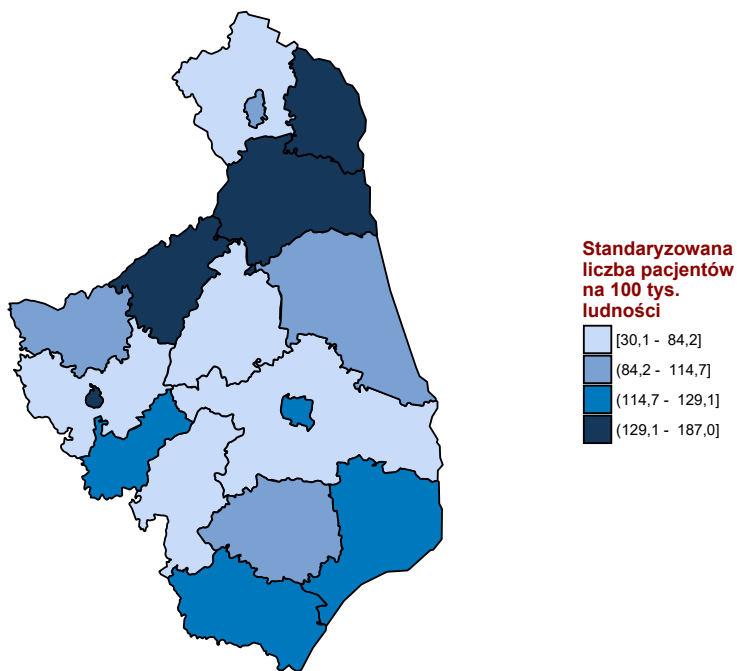 Standaryzowana
liczba pacjentów
na 100 tys.
ludności
[30,1 - 84,2]
(84,2 - 114,7]
(114,7 - 129,1]
(129,1 - 187,0]